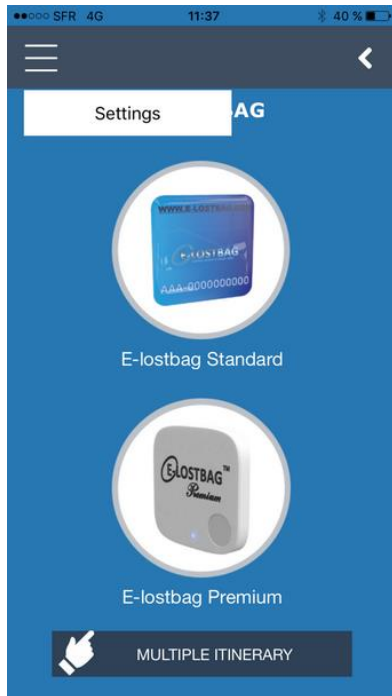 SFR 4G 11:37 40 %
Settings
AG
WWW.E-LOSTBAG.COM
E-LOSTBAG
AAA-0000000000
E-lostbag Standard
E-LOSTBAG™
Premium
E-lostbag Premium
MULTIPLE ITINERARY